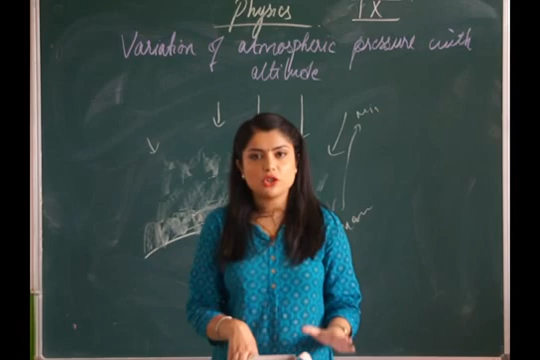 Physics
IX
Variation of atmospheric pressure with
altitude